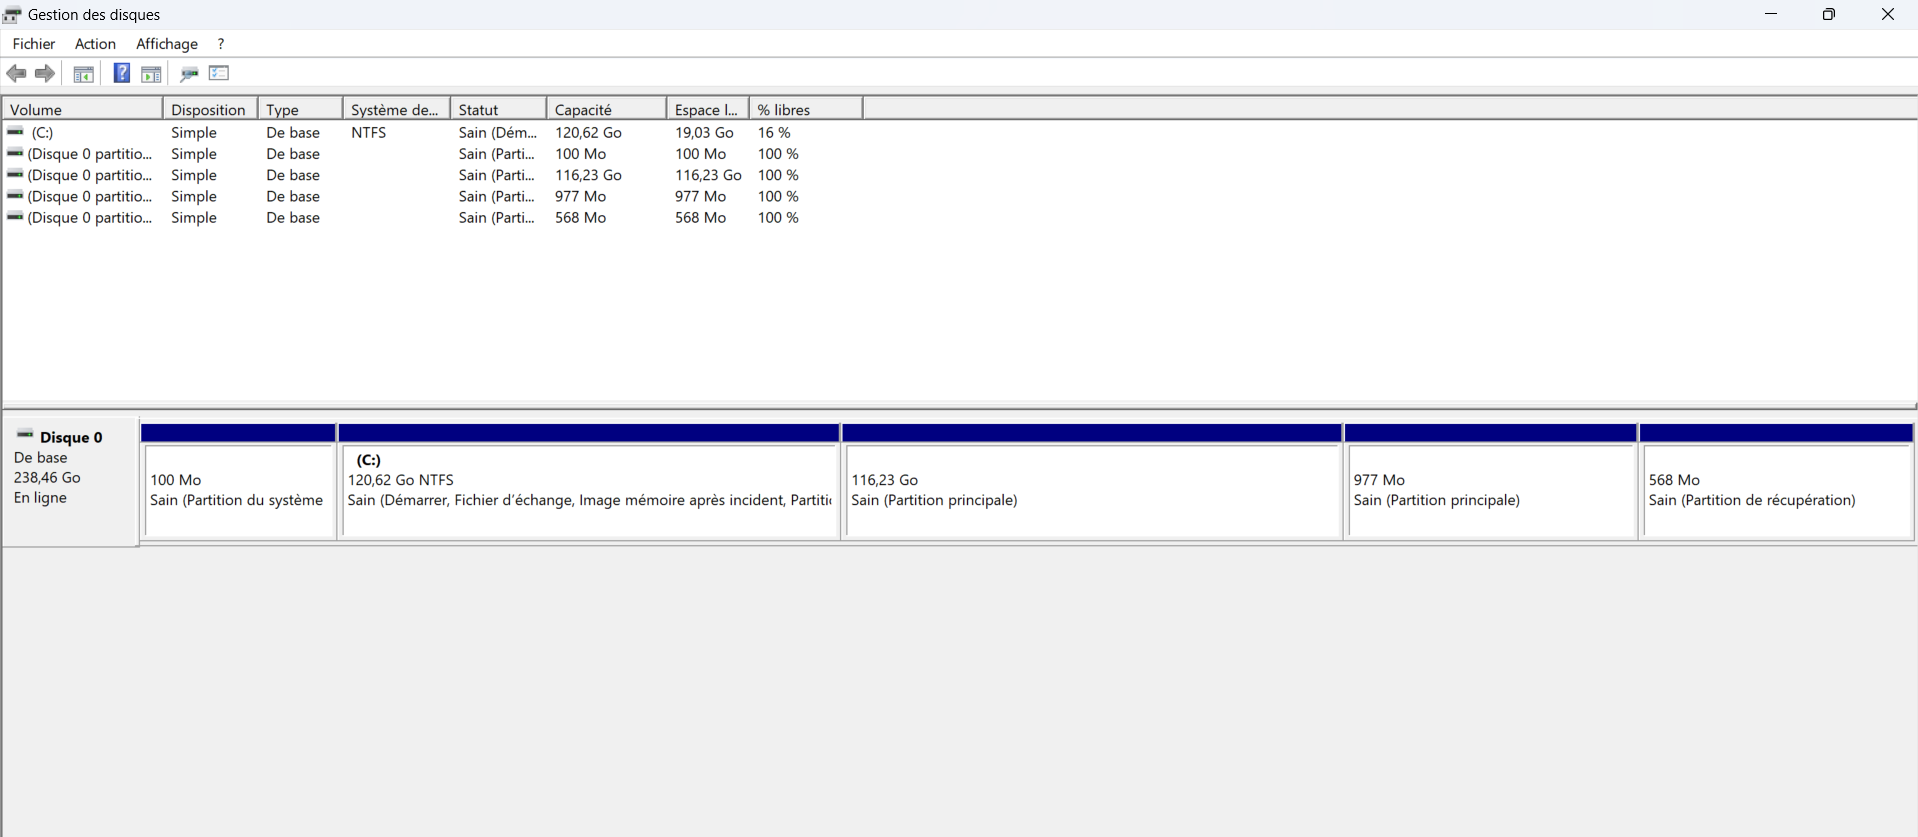 Gestion des disques
Fichier Action Affichage ?
Volume Disposition Type Système de... Statut Capacité Espace l... % libres
(C:) Simple De base NTFS Sain (Dém... 120,62 Go 19,03 Go 16 %
(Disque 0 partitio... Simple De base Sain (Parti... 100 Mo 100 Mo 100 %
(Disque 0 partitio... Simple De base Sain (Parti... 116,23 Go 116,23 Go 100 %
(Disque 0 partitio... Simple De base Sain (Parti... 977 Mo 977 Mo 100 %
(Disque 0 partitio... Simple De base Sain (Parti... 568 Mo 568 Mo 100 %
Disque 0
De base
238,46 Go
En ligne
100 Mo
Sain (Partition du système
(C:)
120,62 Go NTFS
Sain (Démarrer, Fichier d'échange, Image mémoire après incident, Partiti
116,23 Go
Sain (Partition principale)
977 Mo
Sain (Partition principale)
568 Mo
Sain (Partition de récupération)